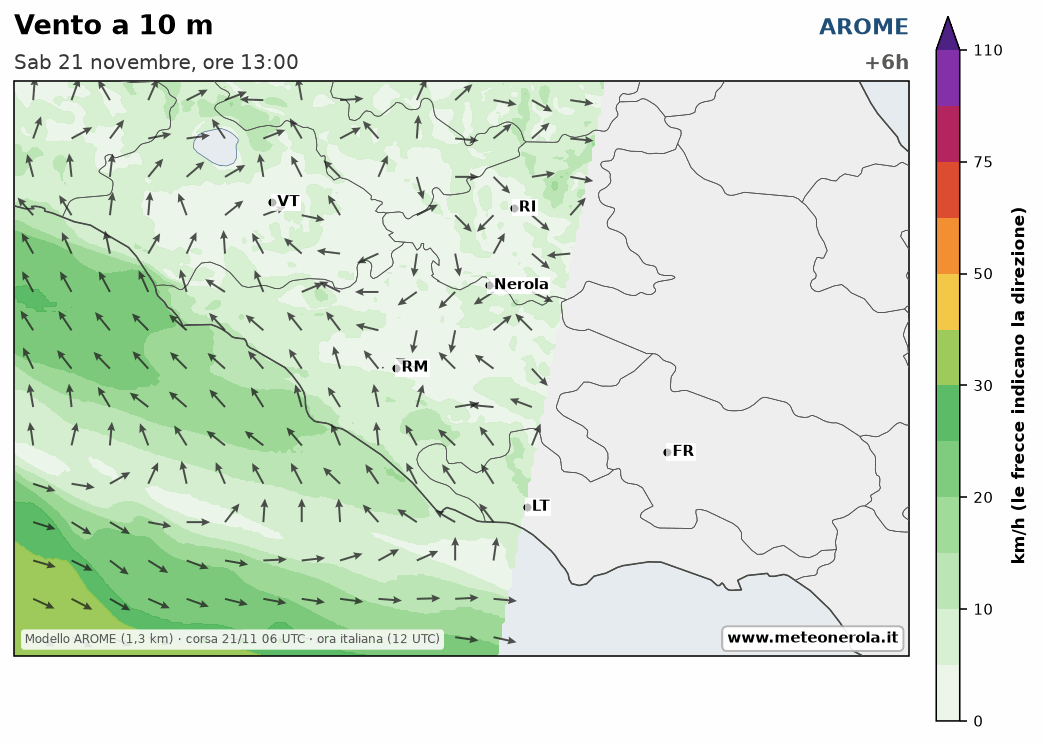 Vento a 10 m
AROME
Sab 21 novembre, ore 13:00
+6h
VT
RI
Nerola
RM
FR
LT
Modello AROME (1,3 km) · corsa 21/11 06 UTC · ora italiana (12 UTC)
www.meteonerola.it
110
75
50
30
20
10
0
km/h (le frecce indicano la direzione)